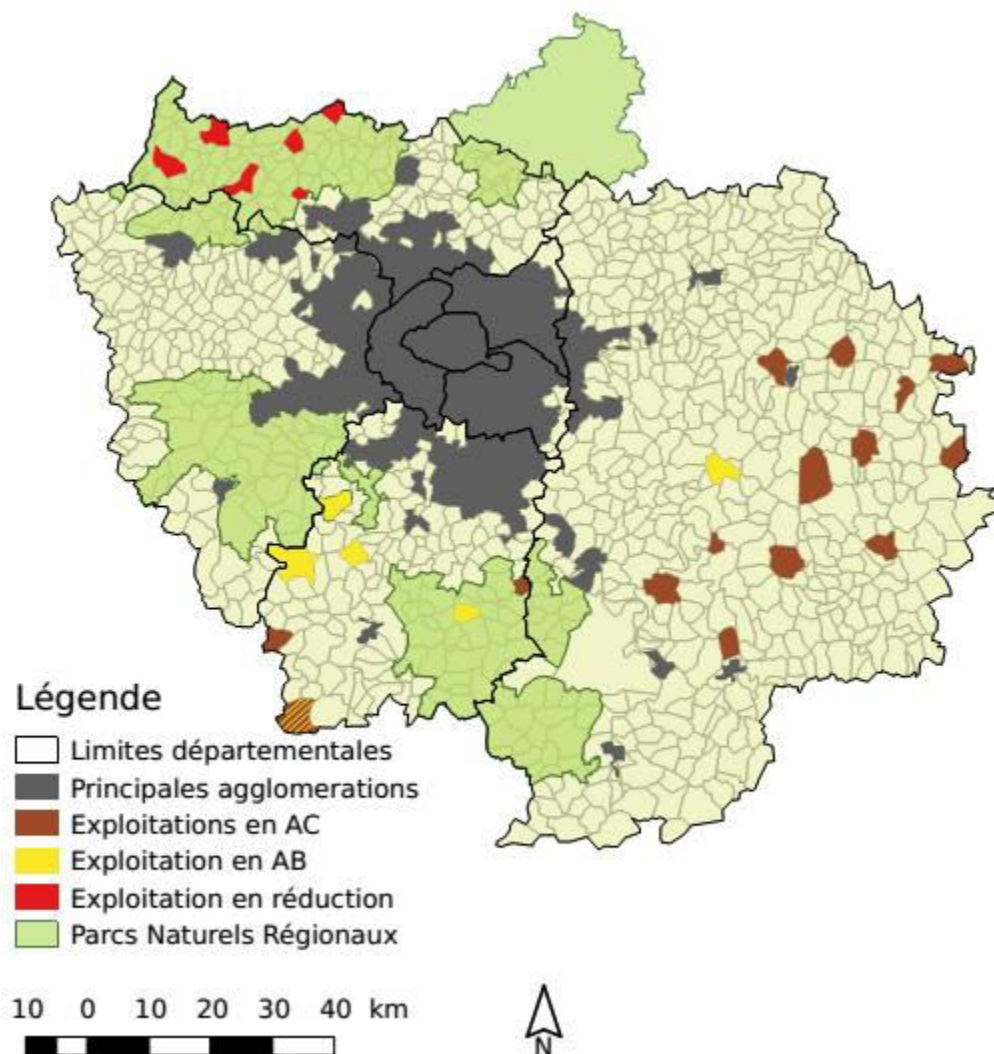 Légende
Limites départementales
Principales agglomerations
Exploitations en AC
Exploitation en AB
Exploitation en réduction
Parcs Naturels Régionaux
10 0 10 20 30 40 km
N